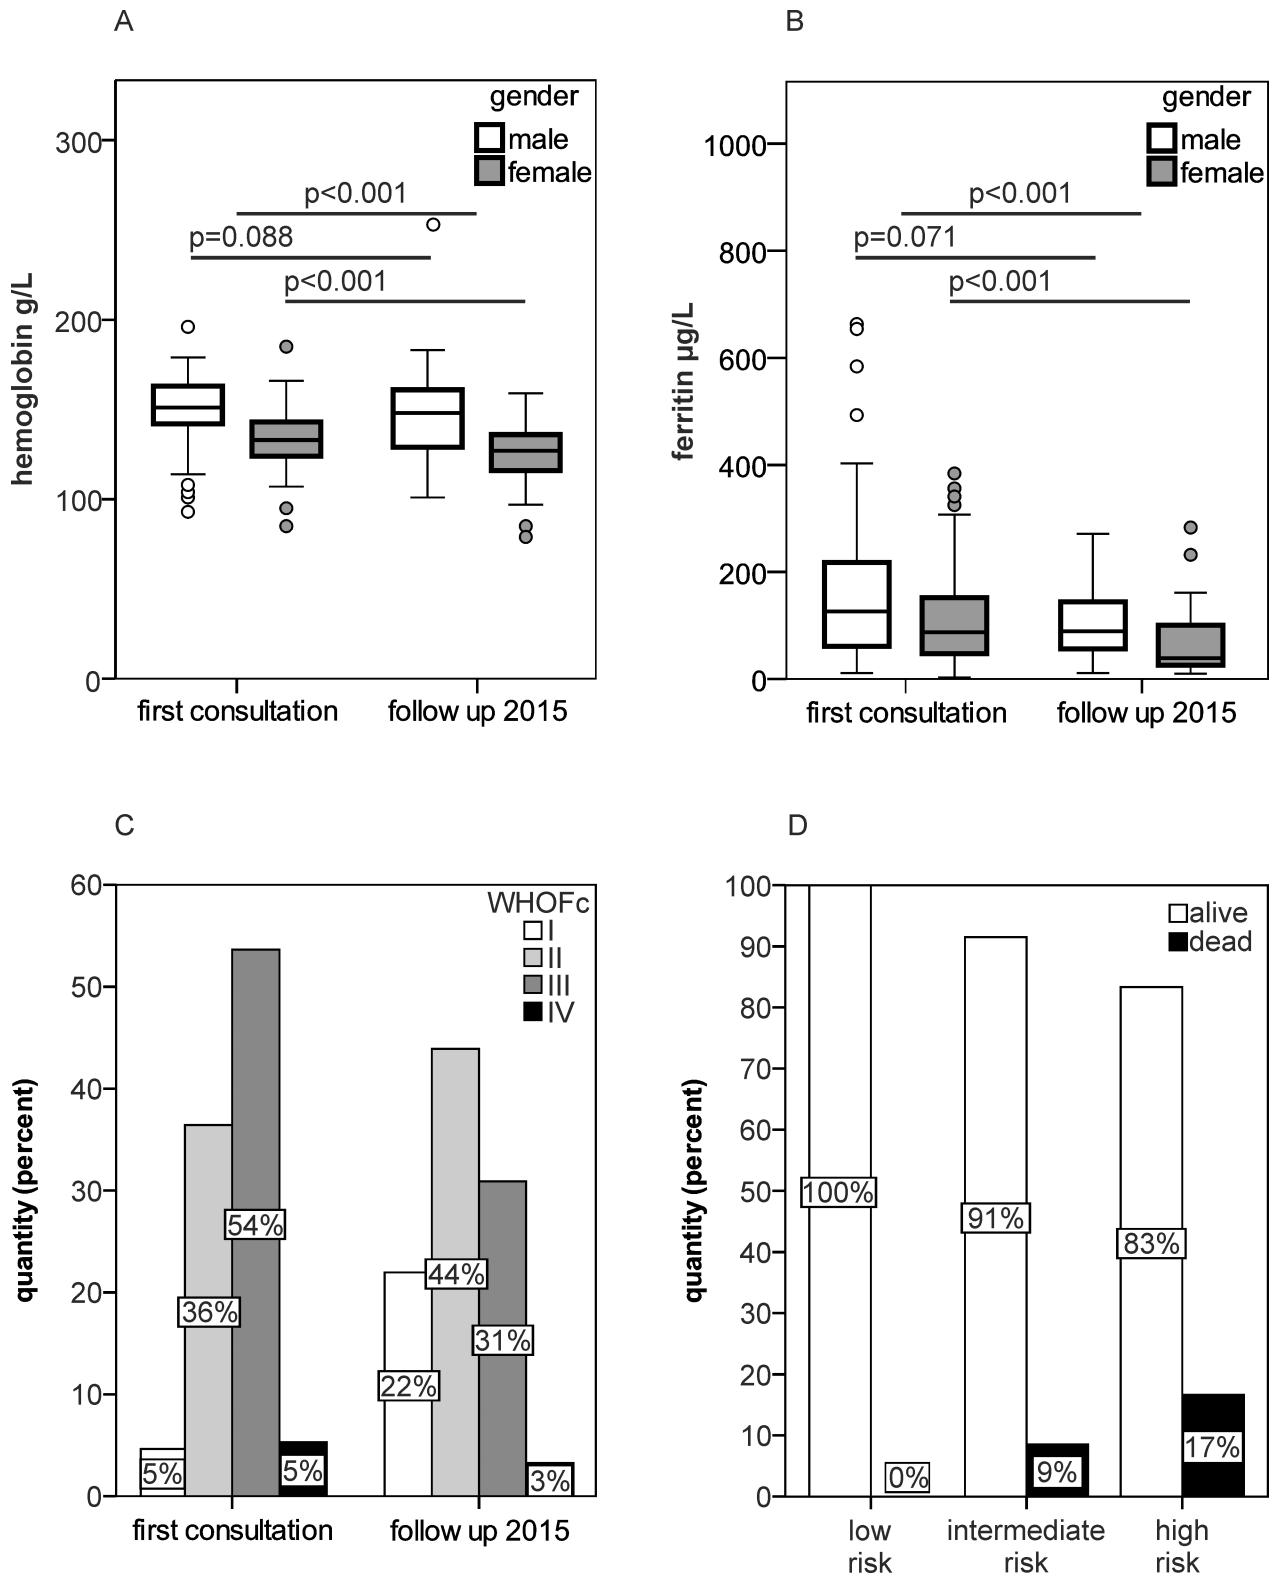 A
gender
male
female
300
200
100
0
hemoglobin g/L
p<0.001
p=0.088
p<0.001
first consultation
follow up 2015
B
gender
male
female
1000
800
600
400
200
0
ferritin µg/L
p<0.001
p=0.071
p<0.001
first consultation
follow up 2015
C
WHOFc
I
II
III
IV
60
50
40
30
20
10
0
quantity (percent)
5%
36%
54%
5%
22%
44%
31%
3%
first consultation
follow up 2015
D
alive
dead
100
90
80
70
60
50
40
30
20
10
0
quantity (percent)
100%
0%
91%
9%
83%
17%
low
risk
intermediate
risk
high
risk